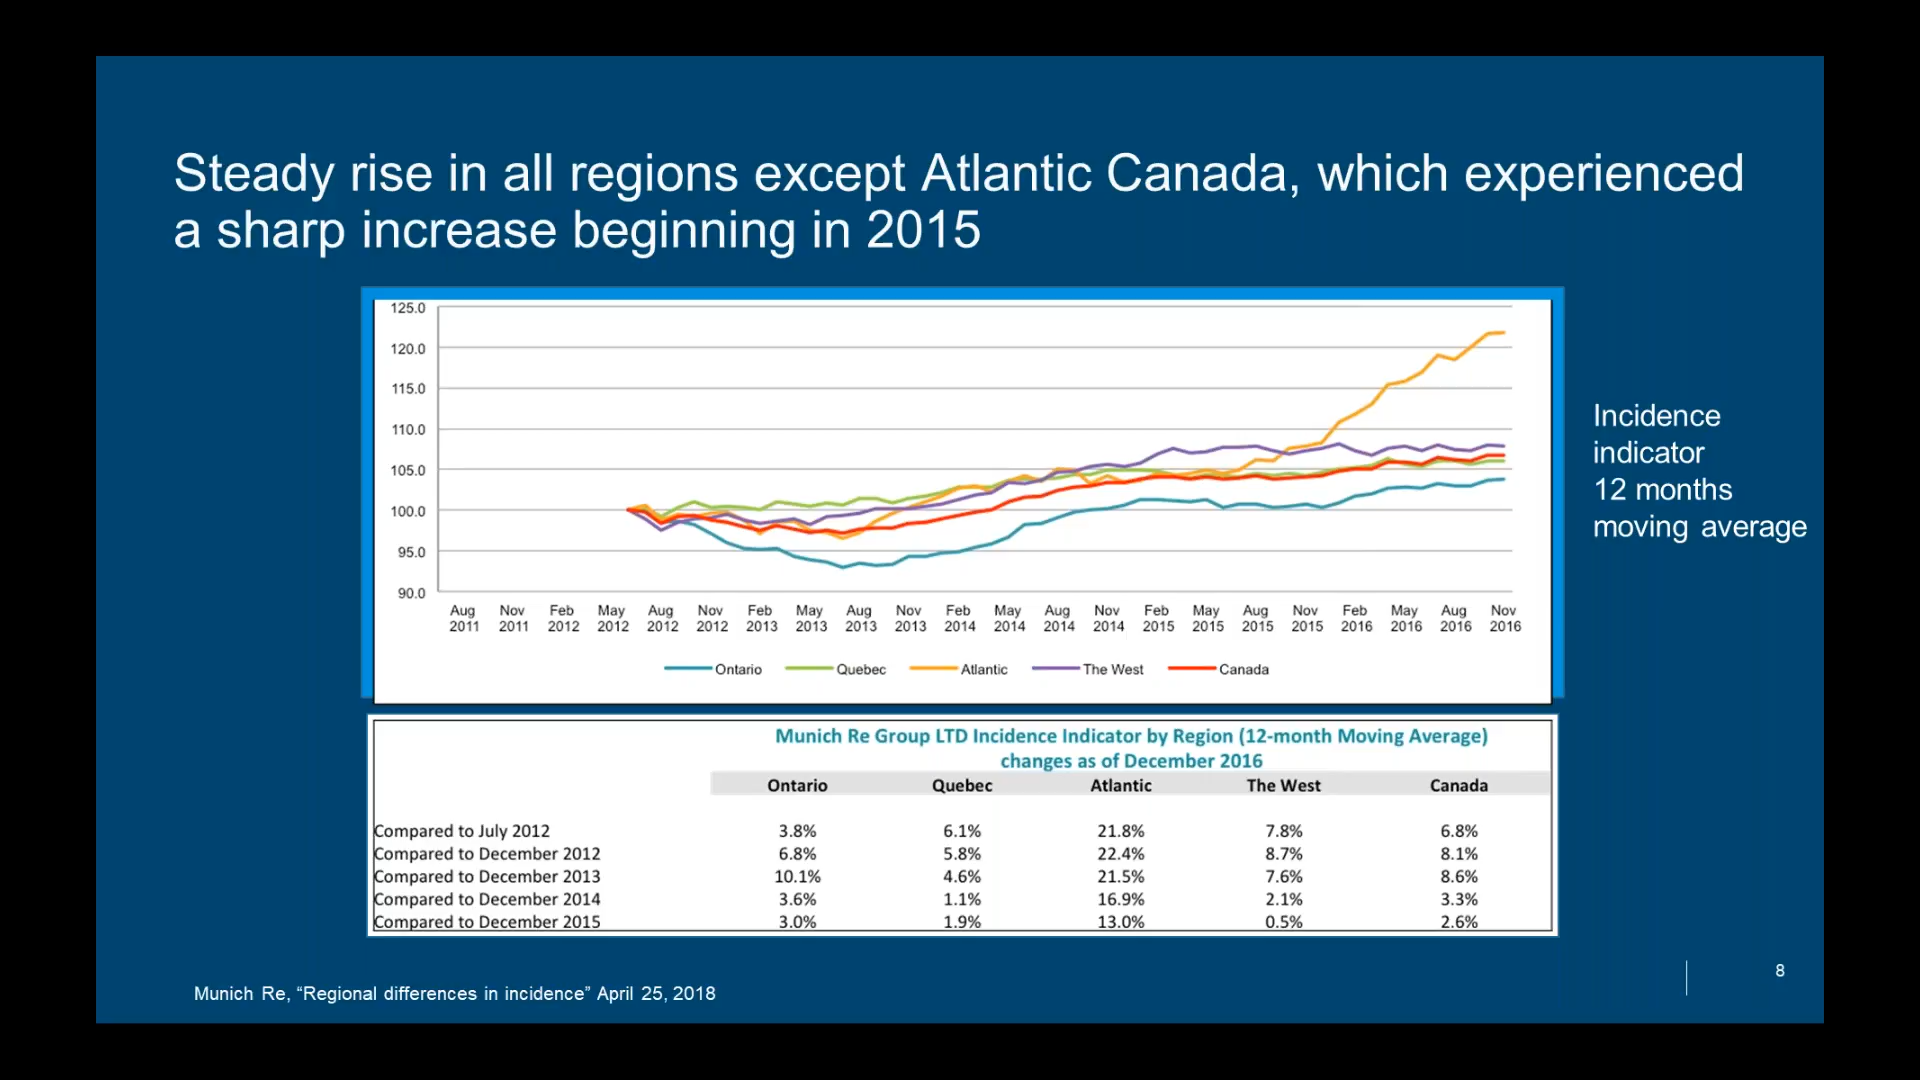 Steady rise in all regions except Atlantic Canada, which experienced
a sharp increase beginning in 2015
125.0
120.0
115.0
110.0
105.0
100.0
95.0
90.0
Aug Nov Feb May Aug Nov Feb May Aug Nov Feb May Aug Nov Feb May Aug Nov Feb May Aug Nov
2011 2011 2012 2012 2012 2012 2013 2013 2013 2013 2014 2014 2014 2014 2015 2015 2015 2015 2016 2016 2016 2016
Ontario Quebec Atlantic The West Canada
Incidence
indicator
12 months
moving average
Munich Re Group LTD Incidence Indicator by Region (12-month Moving Average)
changes as of December 2016
Ontario Quebec Atlantic The West Canada
Compared to July 2012 3.8% 6.1% 21.8% 7.8% 6.8%
Compared to December 2012 6.8% 5.8% 22.4% 8.7% 8.1%
Compared to December 2013 10.1% 4.6% 21.5% 7.6% 8.6%
Compared to December 2014 3.6% 1.1% 16.9% 2.1% 3.3%
Compared to December 2015 3.0% 1.9% 13.0% 0.5% 2.6%
Munich Re, “Regional differences in incidence” April 25, 2018
8